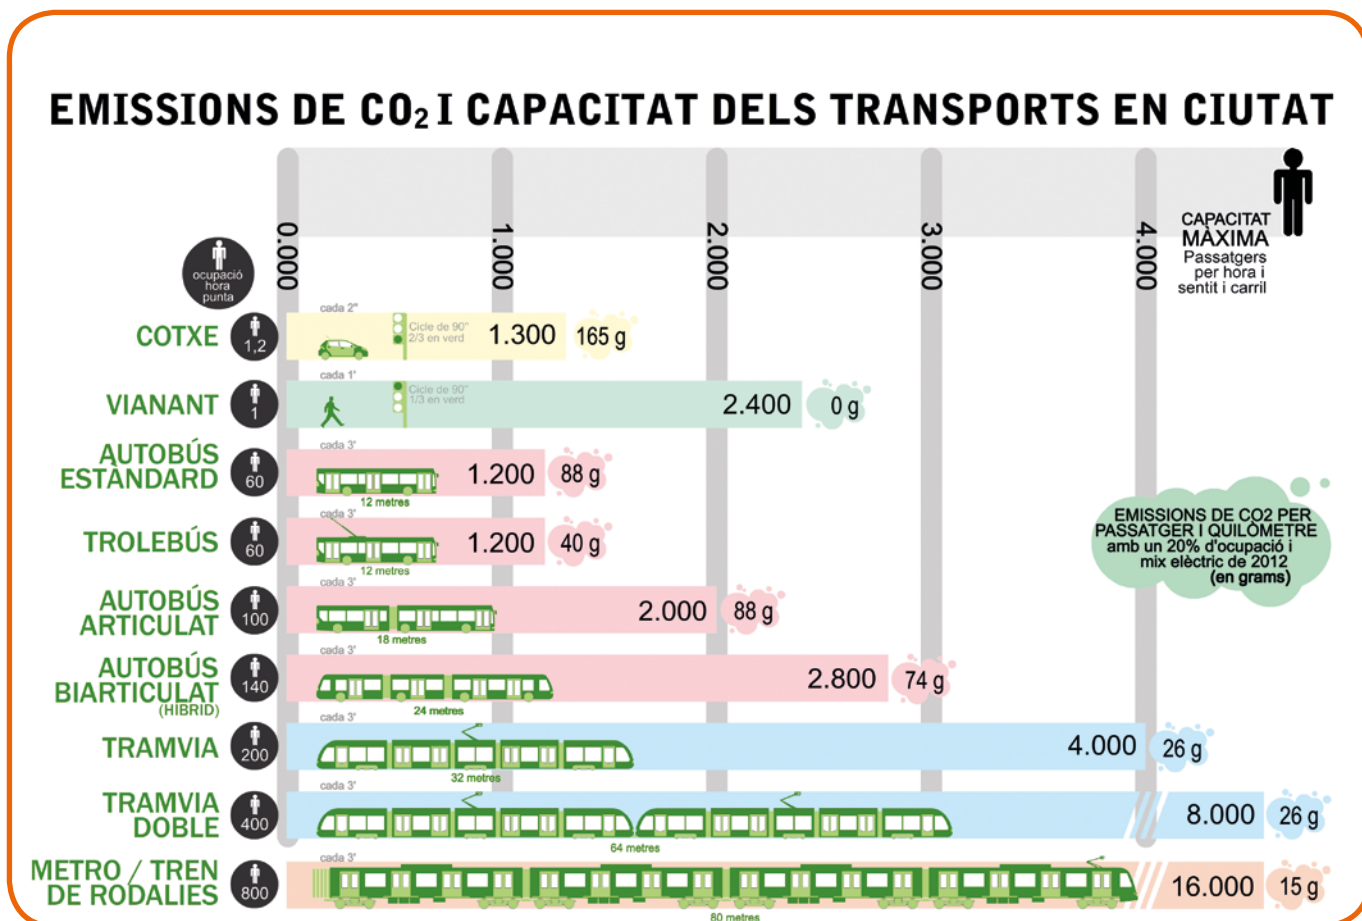 EMISSIONS DE CO₂ I CAPACITAT DELS TRANSPORTS EN CIUTAT
0.000
1.0000
2.000
3.000
4.000
CAPACITAT
MÀXIMA
Passatgers
per hora i
sentit i carril
ocupació
hora
punta
COTXE
1,2
cada 2"
Cicle de 90"
2/3 en verd
1.300
165 g
VIANANT
1
cada 1'
Cicle de 90"
1/3 en verd
2.400
0 g
AUTOBÚS
ESTÀNDARD
60
cada 3'
12 metres
1.200
88 g
TROLEBÚS
60
cada 3'
12 metres
1.200
40 g
EMISSIONS DE CO2 PER
PASSATGER I QUILÒMETRE
amb un 20% d'ocupació i
mix elèctric de 2012
(en grams)
AUTOBÚS
ARTICULAT
100
cada 3'
18 metres
2.000
88 g
AUTOBÚS
BIARTICULAT
(HÍBRID)
140
cada 3'
24 metres
2.800
74 g
TRAMVIA
200
cada 3'
32 metres
4.000
26 g
TRAMVIA
DOBLE
400
cada 3'
64 metres
8.000
26 g
METRO / TREN
DE RODALIES
800
cada 3'
80 metres
16.000
15 g